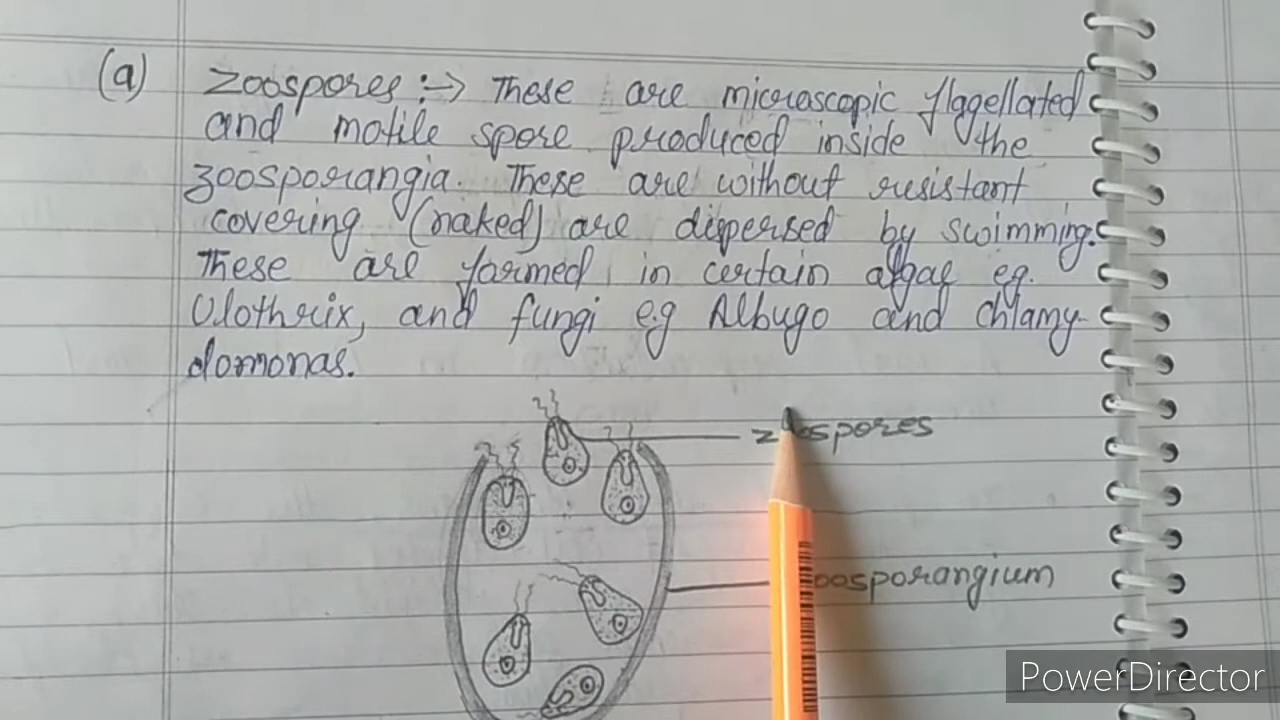 (a) Zoospores :→ These are microscopic flagellated
and motile spore produced inside the
zoosporangia. These are without resistant
covering (naked) are dispersed by swimming.
These are formed in certain algae eg.
Ulothrix, and fungi e.g Albugo and Chlamy-
domonas.
zoospores
zoosporangium
PowerDirector